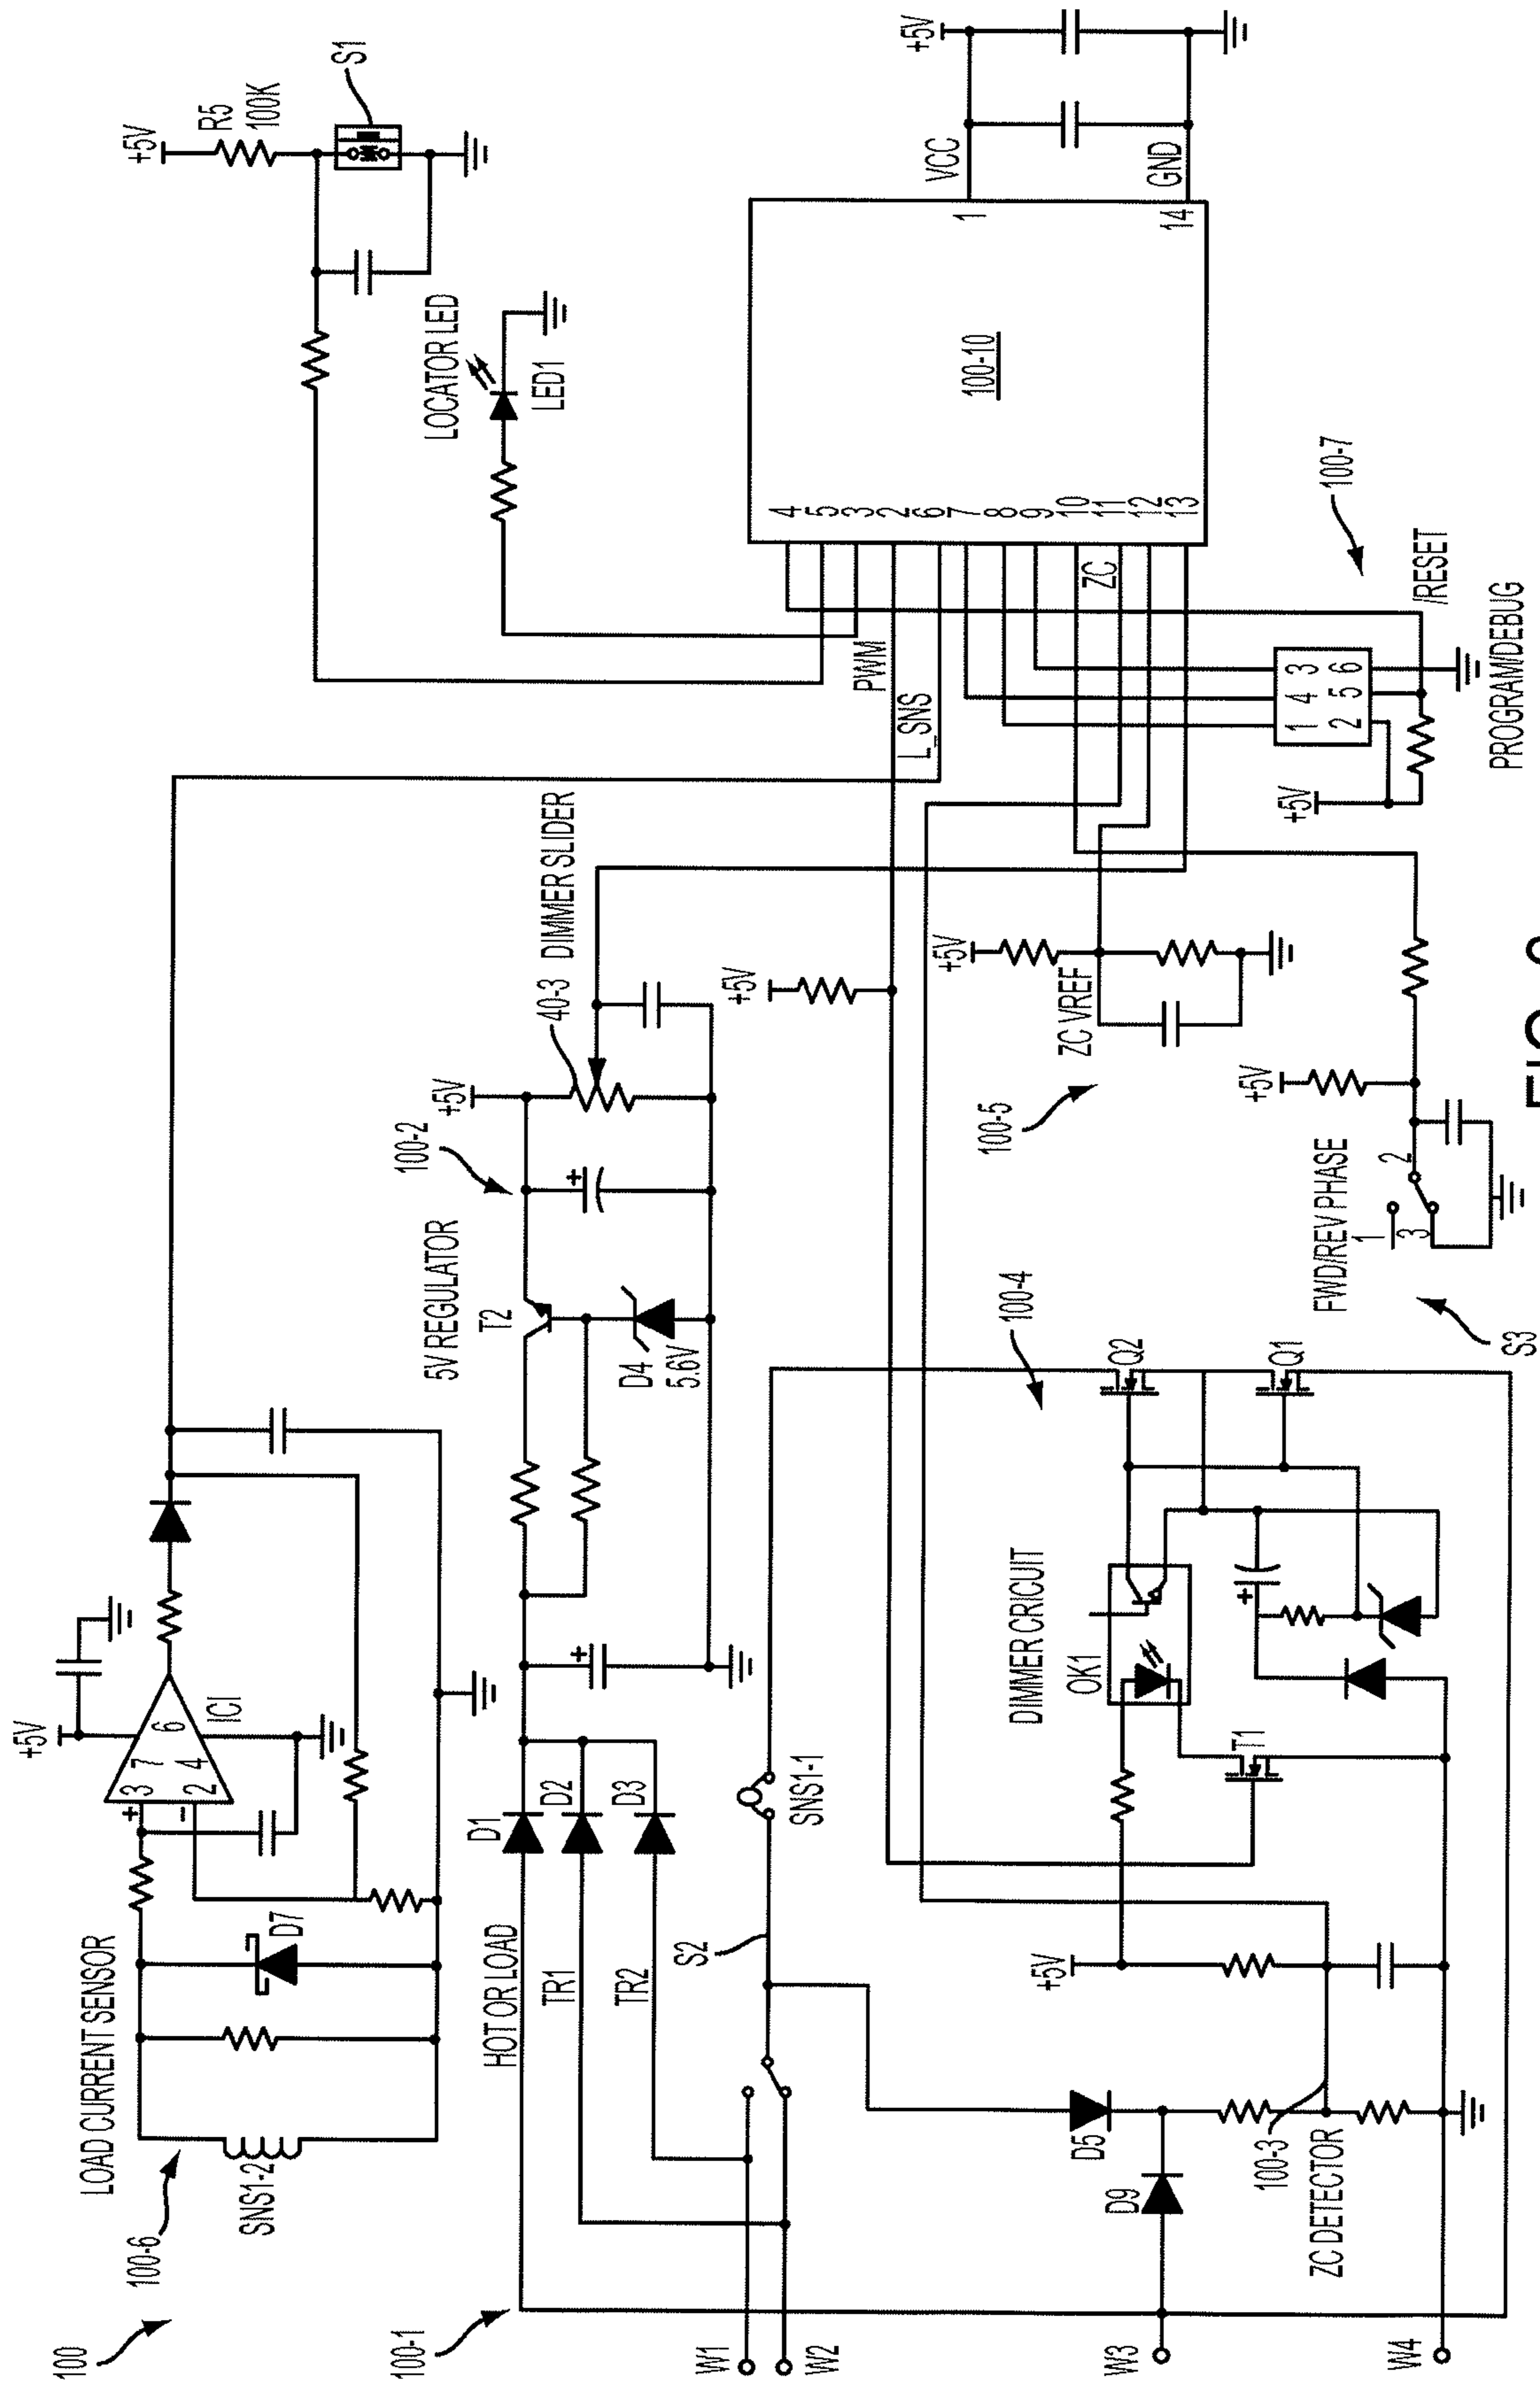 100
100-6
LOAD CURRENT SENSOR
SNS1-2
D7
+
3
-
2
7
4
6
+5V
IC1
100-1
HOT OR LOAD
TR1
TR2
D1
D2
D3
5V REGULATOR
T2
D4
5.6V
+
+
100-2
+5V
40-3
DIMMER SLIDER
W1
W2
S2
SNS1-1
W3
W4
D9
D5
100-3
ZC DETECTOR
+5V
DIMMER CRICUIT
OK1
T1
+
100-4
Q2
Q1
+5V
100-5
ZC VREF
+5V
FWD/REV PHASE
1
2
3
S3
+5V
PWM
L_SNS
ZC
+5V
1 4 3
2 5 6
PROGRAM/DEBUG
/RESET
100-7
+5V
R5
100K
S1
LOCATOR LED
LED1
4
5
3
2
6
7
8
9
10
11
12
13
100-10
1
14
VCC
GND
+5V